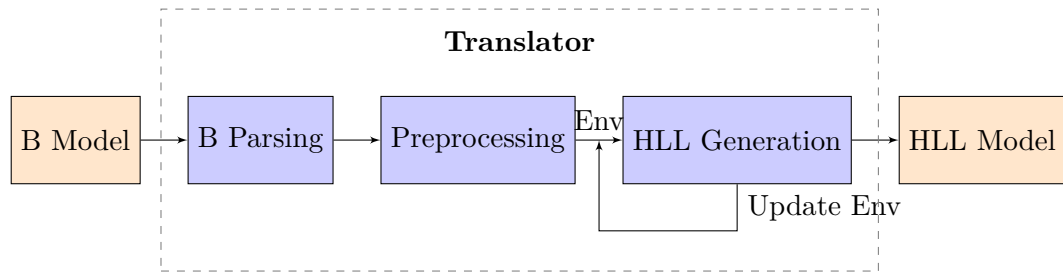 Translator
B Model
B Parsing
Preprocessing
Env
HLL Generation
HLL Model
Update Env